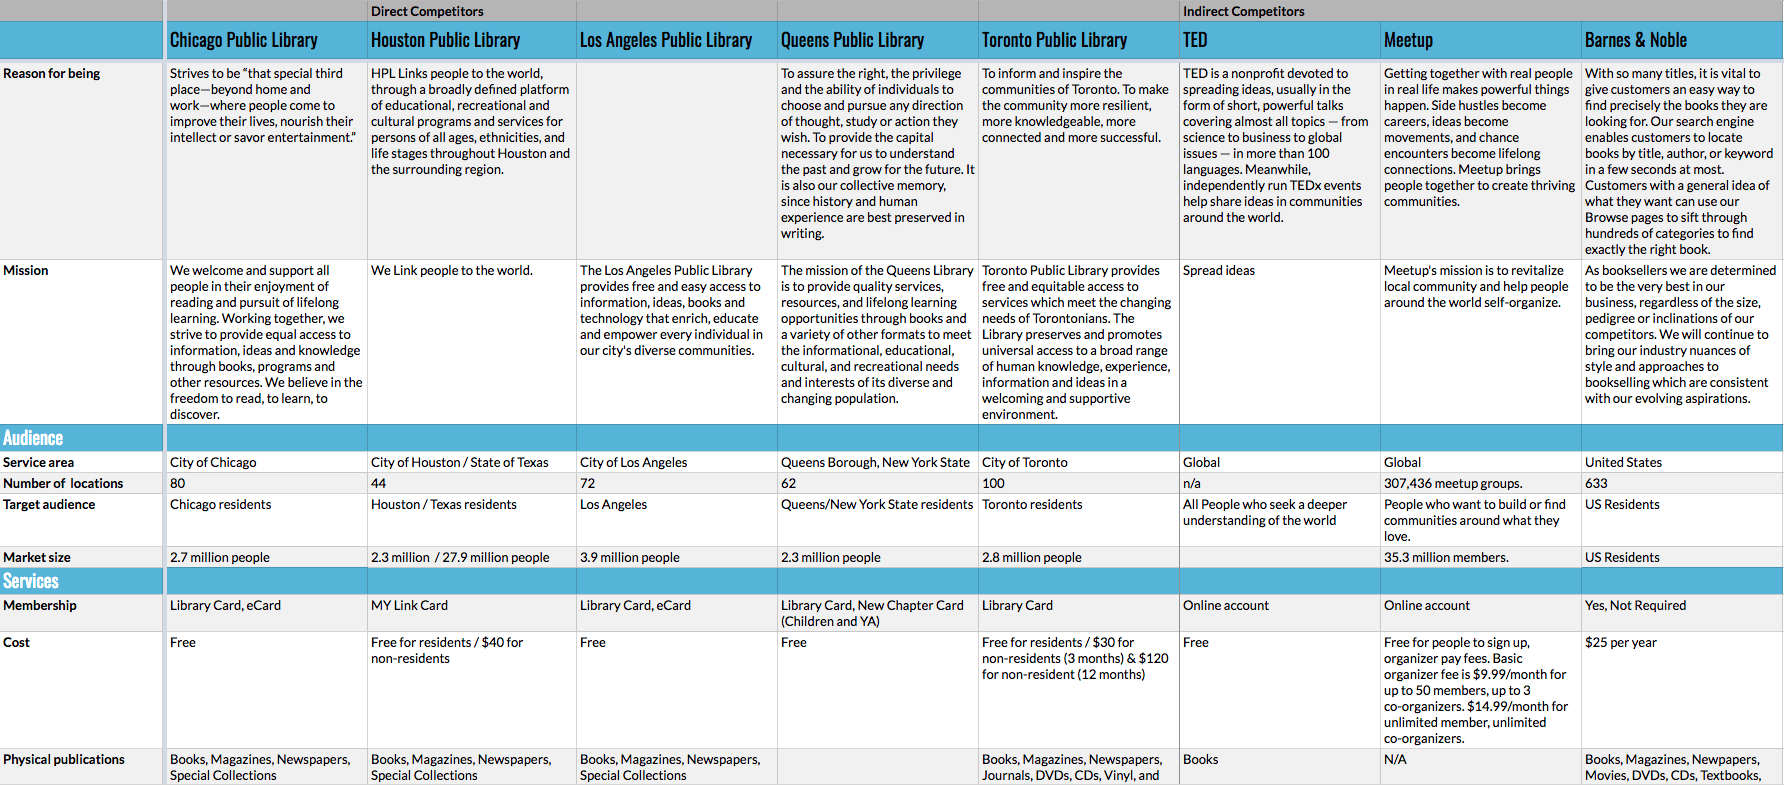 Direct Competitors
Indirect Competitors
Chicago Public Library
Houston Public Library
Los Angeles Public Library
Queens Public Library
Toronto Public Library
TED
Meetup
Barnes & Noble
Reason for being
Strives to be “that special third
place—beyond home and
work—where people come to
improve their lives, nourish their
intellect or savor entertainment.”
HPL Links people to the world,
through a broadly defined platform
of educational, recreational and
cultural programs and services for
persons of all ages, ethnicities, and
life stages throughout Houston and
the surrounding region.
To assure the right, the privilege
and the ability of individuals to
choose and pursue any direction
of thought, study or action they
wish. To provide the capital
necessary for us to understand
the past and grow for the future. It
is also our collective memory,
since history and human
experience are best preserved in
writing.
To inform and inspire the
communities of Toronto. To make
the community more resilient,
more knowledgeable, more
connected and more successful.
TED is a nonprofit devoted to
spreading ideas, usually in the
form of short, powerful talks
covering almost all topics — from
science to business to global
issues — in more than 100
languages. Meanwhile,
independently run TEDx events
help share ideas in communities
around the world.
Getting together with real people
in real life makes powerful things
happen. Side hustles become
careers, ideas become
movements, and chance
encounters become lifelong
connections. Meetup brings
people together to create thriving
communities.
With so many titles, it is vital to
give customers an easy way to
find precisely the books they are
looking for. Our search engine
enables customers to locate
books by title, author, or keyword
in a few seconds at most.
Customers with a general idea of
what they want can use our
Browse pages to sift through
hundreds of categories to find
exactly the right book.
Mission
We welcome and support all
people in their enjoyment of
reading and pursuit of lifelong
learning. Working together, we
strive to provide equal access to
information, ideas and knowledge
through books, programs and
other resources. We believe in the
freedom to read, to learn, to
discover.
We Link people to the world.
The Los Angeles Public Library
provides free and easy access to
information, ideas, books and
technology that enrich, educate
and empower every individual in
our city's diverse communities.
The mission of the Queens Library
is to provide quality services,
resources, and lifelong learning
opportunities through books and
a variety of other formats to meet
the informational, educational,
cultural, and recreational needs
and interests of its diverse and
changing population.
Toronto Public Library provides
free and equitable access to
services which meet the changing
needs of Torontonians. The
Library preserves and promotes
universal access to a broad range
of human knowledge, experience,
information and ideas in a
welcoming and supportive
environment.
Spread ideas
Meetup's mission is to revitalize
local community and help people
around the world self-organize.
As booksellers we are determined
to be the very best in our
business, regardless of the size,
pedigree or inclinations of our
competitors. We will continue to
bring our industry nuances of
style and approaches to
bookselling which are consistent
with our evolving aspirations.
Audience
Service area
City of Chicago
City of Houston / State of Texas
City of Los Angeles
Queens Borough, New York State
City of Toronto
Global
Global
United States
Number of locations
80
44
72
62
100
n/a
307,436 meetup groups.
633
Target audience
Chicago residents
Houston / Texas residents
Los Angeles
Queens/New York State residents
Toronto residents
All People who seek a deeper
understanding of the world
People who want to build or find
communities around what they
love.
US Residents
Market size
2.7 million people
2.3 million / 27.9 million people
3.9 million people
2.3 million people
2.8 million people
35.3 million members.
US Residents
Services
Membership
Library Card, eCard
MY Link Card
Library Card, eCard
Library Card, New Chapter Card
(Children and YA)
Library Card
Online account
Online account
Yes, Not Required
Cost
Free
Free for residents / $40 for
non-residents
Free
Free
Free for residents / $30 for
non-residents (3 months) & $120
for non-resident (12 months)
Free
Free for people to sign up,
organizer pay fees. Basic
organizer fee is $9.99/month for
up to 50 members, up to 3
co-organizers. $14.99/month for
unlimited member, unlimited
co-organizers.
$25 per year
Physical publications
Books, Magazines, Newspapers,
Special Collections
Books, Magazines, Newspapers,
Special Collections
Books, Magazines, Newspapers,
Special Collections
Books, Magazines, Newspapers,
Journals, DVDs, CDs, Vinyl, and
Books
N/A
Books, Magazines, Newpapers,
Movies, DVDs, CDs, Textbooks,